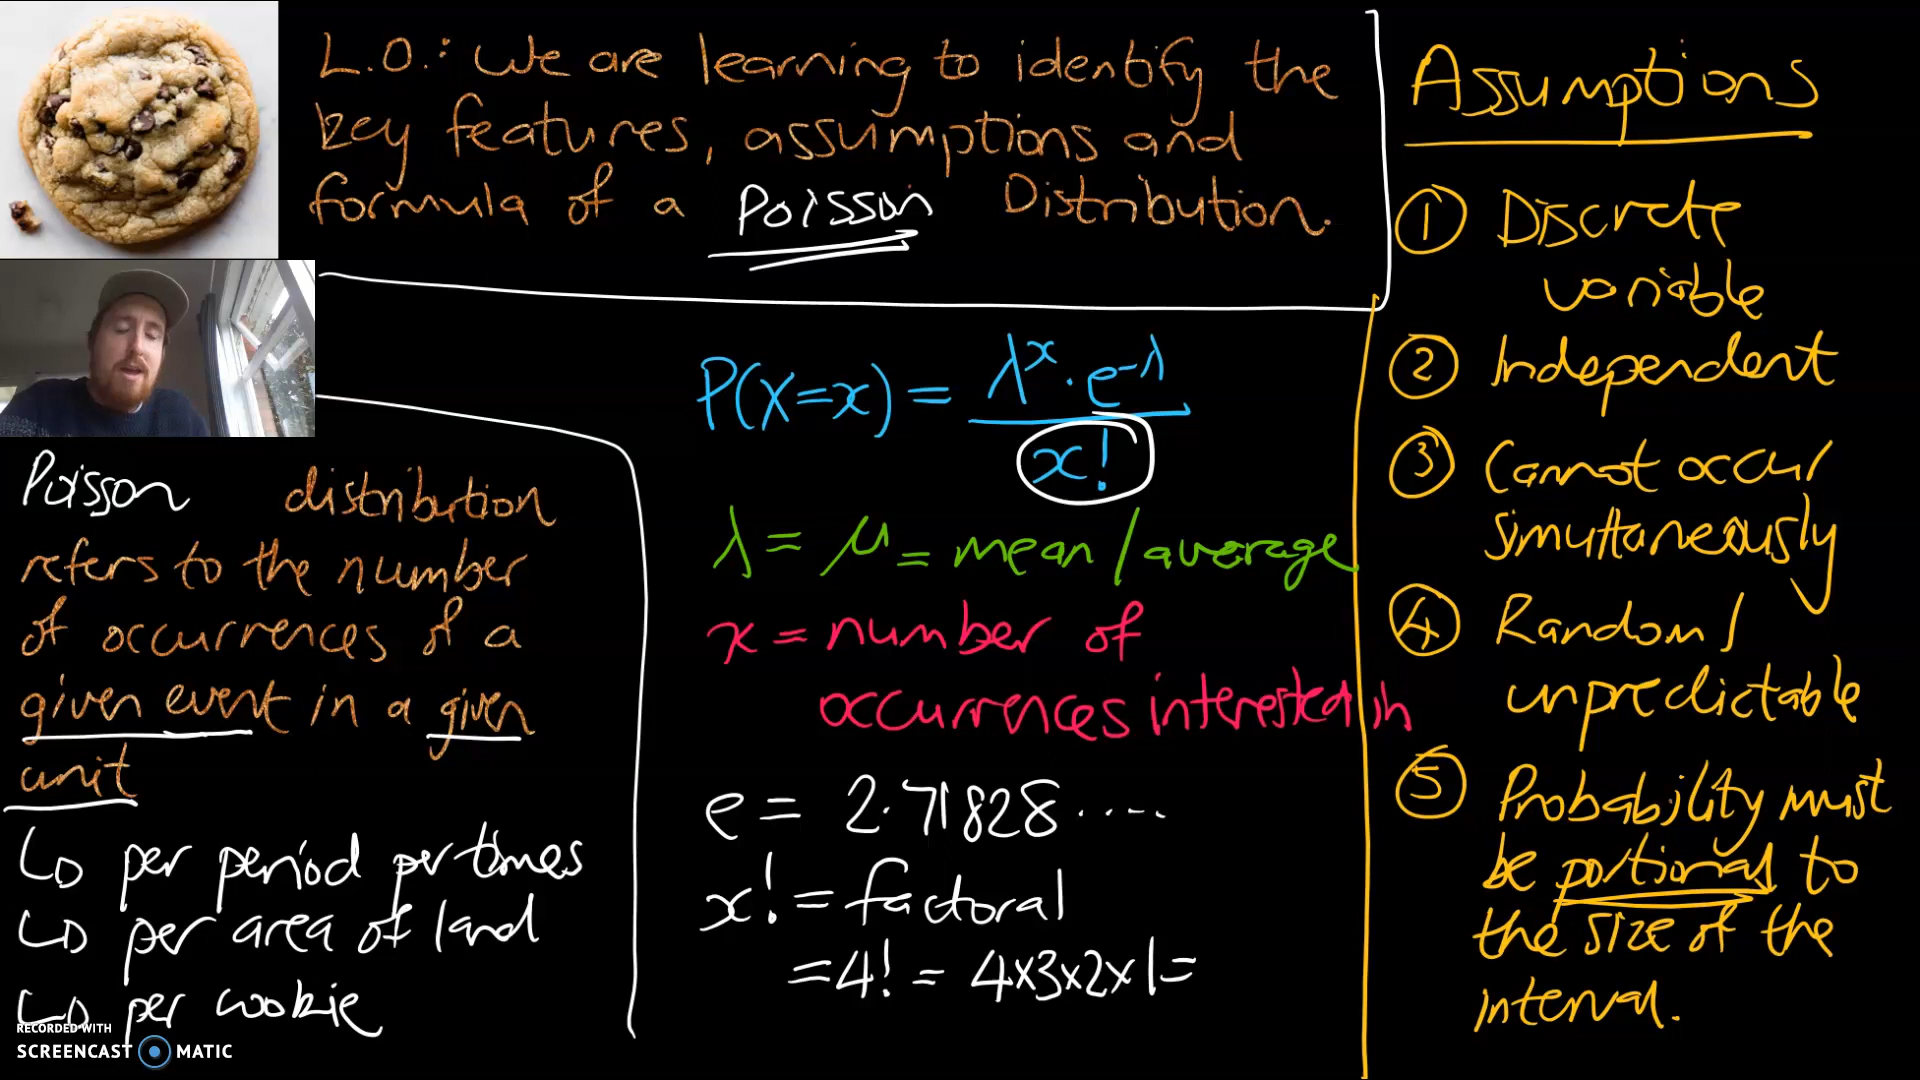 L.O.: We are learning to identify the
key features, assumptions and
formula of a Poisson Distribution.
Poisson distribution
refers to the number
of occurrences of a
given event in a given
unit
↳ per period per times
↳ per area of land
↳ per cookie
P(X=x) = λ^x · e^-λ / x!
λ = μ = mean / average
x = number of
occurrences interested in
e = 2.71828....
x! = factoral
= 4! = 4x3x2x1=
Assumptions
① Discrete
variable
② Independent
③ Cannot occur
simultaneously
④ Random /
unpredictable
⑤ Probability must
be portional to
the size of the
interval.
RECORDED WITH
SCREENCAST MATIC